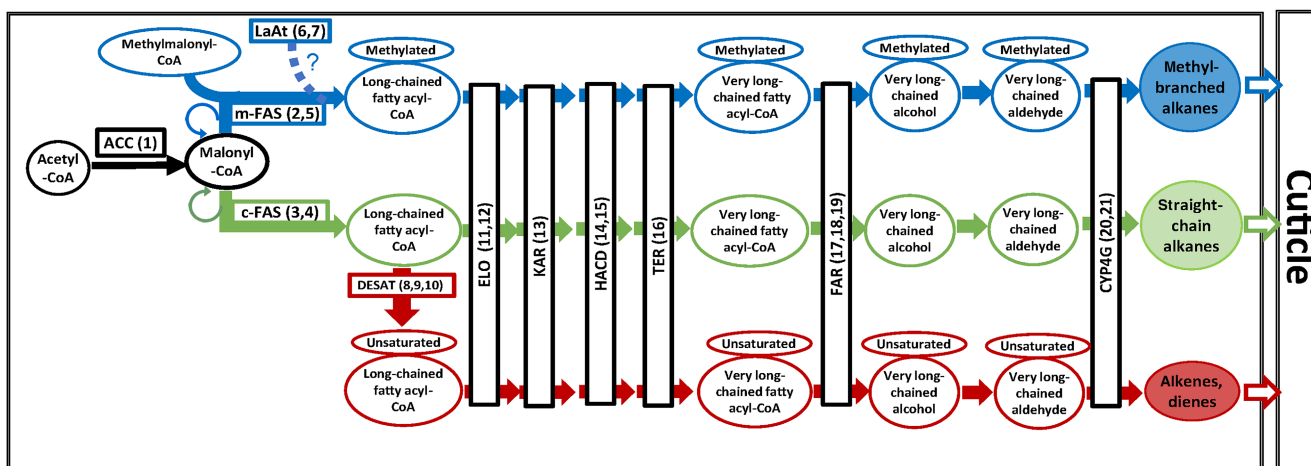 LaAt (6,7)
Methylmalonyl-
CoA
?
m-FAS (2,5)
ACC (1)
Acetyl
-CoA
Malonyl
-CoA
c-FAS (3,4)
Methylated
Long-chained
fatty acyl-
CoA
Long-chained
fatty acyl-
CoA
DESAT (8,9,10)
Unsaturated
Long-chained
fatty acyl-
CoA
ELO (11,12)
KAR (13)
HACD (14,15)
TER (16)
Methylated
Very long-
chained fatty
acyl-CoA
Very long-
chained fatty
acyl-CoA
Unsaturated
Very long-
chained fatty
acyl-CoA
FAR (17,18,19)
Methylated
Very long-
chained
alcohol
Very long-
chained
alcohol
Unsaturated
Very long-
chained
alcohol
Methylated
Very long-
chained
aldehyde
Very long-
chained
aldehyde
Unsaturated
Very long-
chained
aldehyde
CYP4G (20,21)
Methyl-
branched
alkanes
Straight-
chain
alkanes
Alkenes,
dienes
Cuticle